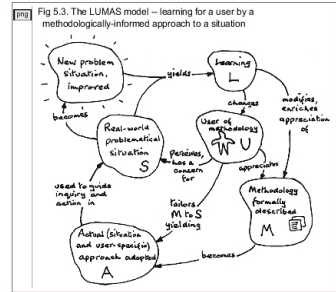 png
Fig 5.3. The LUMAS model – learning for a user by a
methodologically-informed approach to a situation
New problem
situation,
improved
yields
Learning
L
changes
modifies,
enriches
appreciation
of
becomes
Real-world
problematical
situation
S
User of
methodology
U
perceives,
has a
concern
for
appreciates
Methodology
formally
described
M
used to guide
inquiry and
action in
tailors
M to S
yielding
Actual (situation
and user-specific)
approach adopted
A
becomes